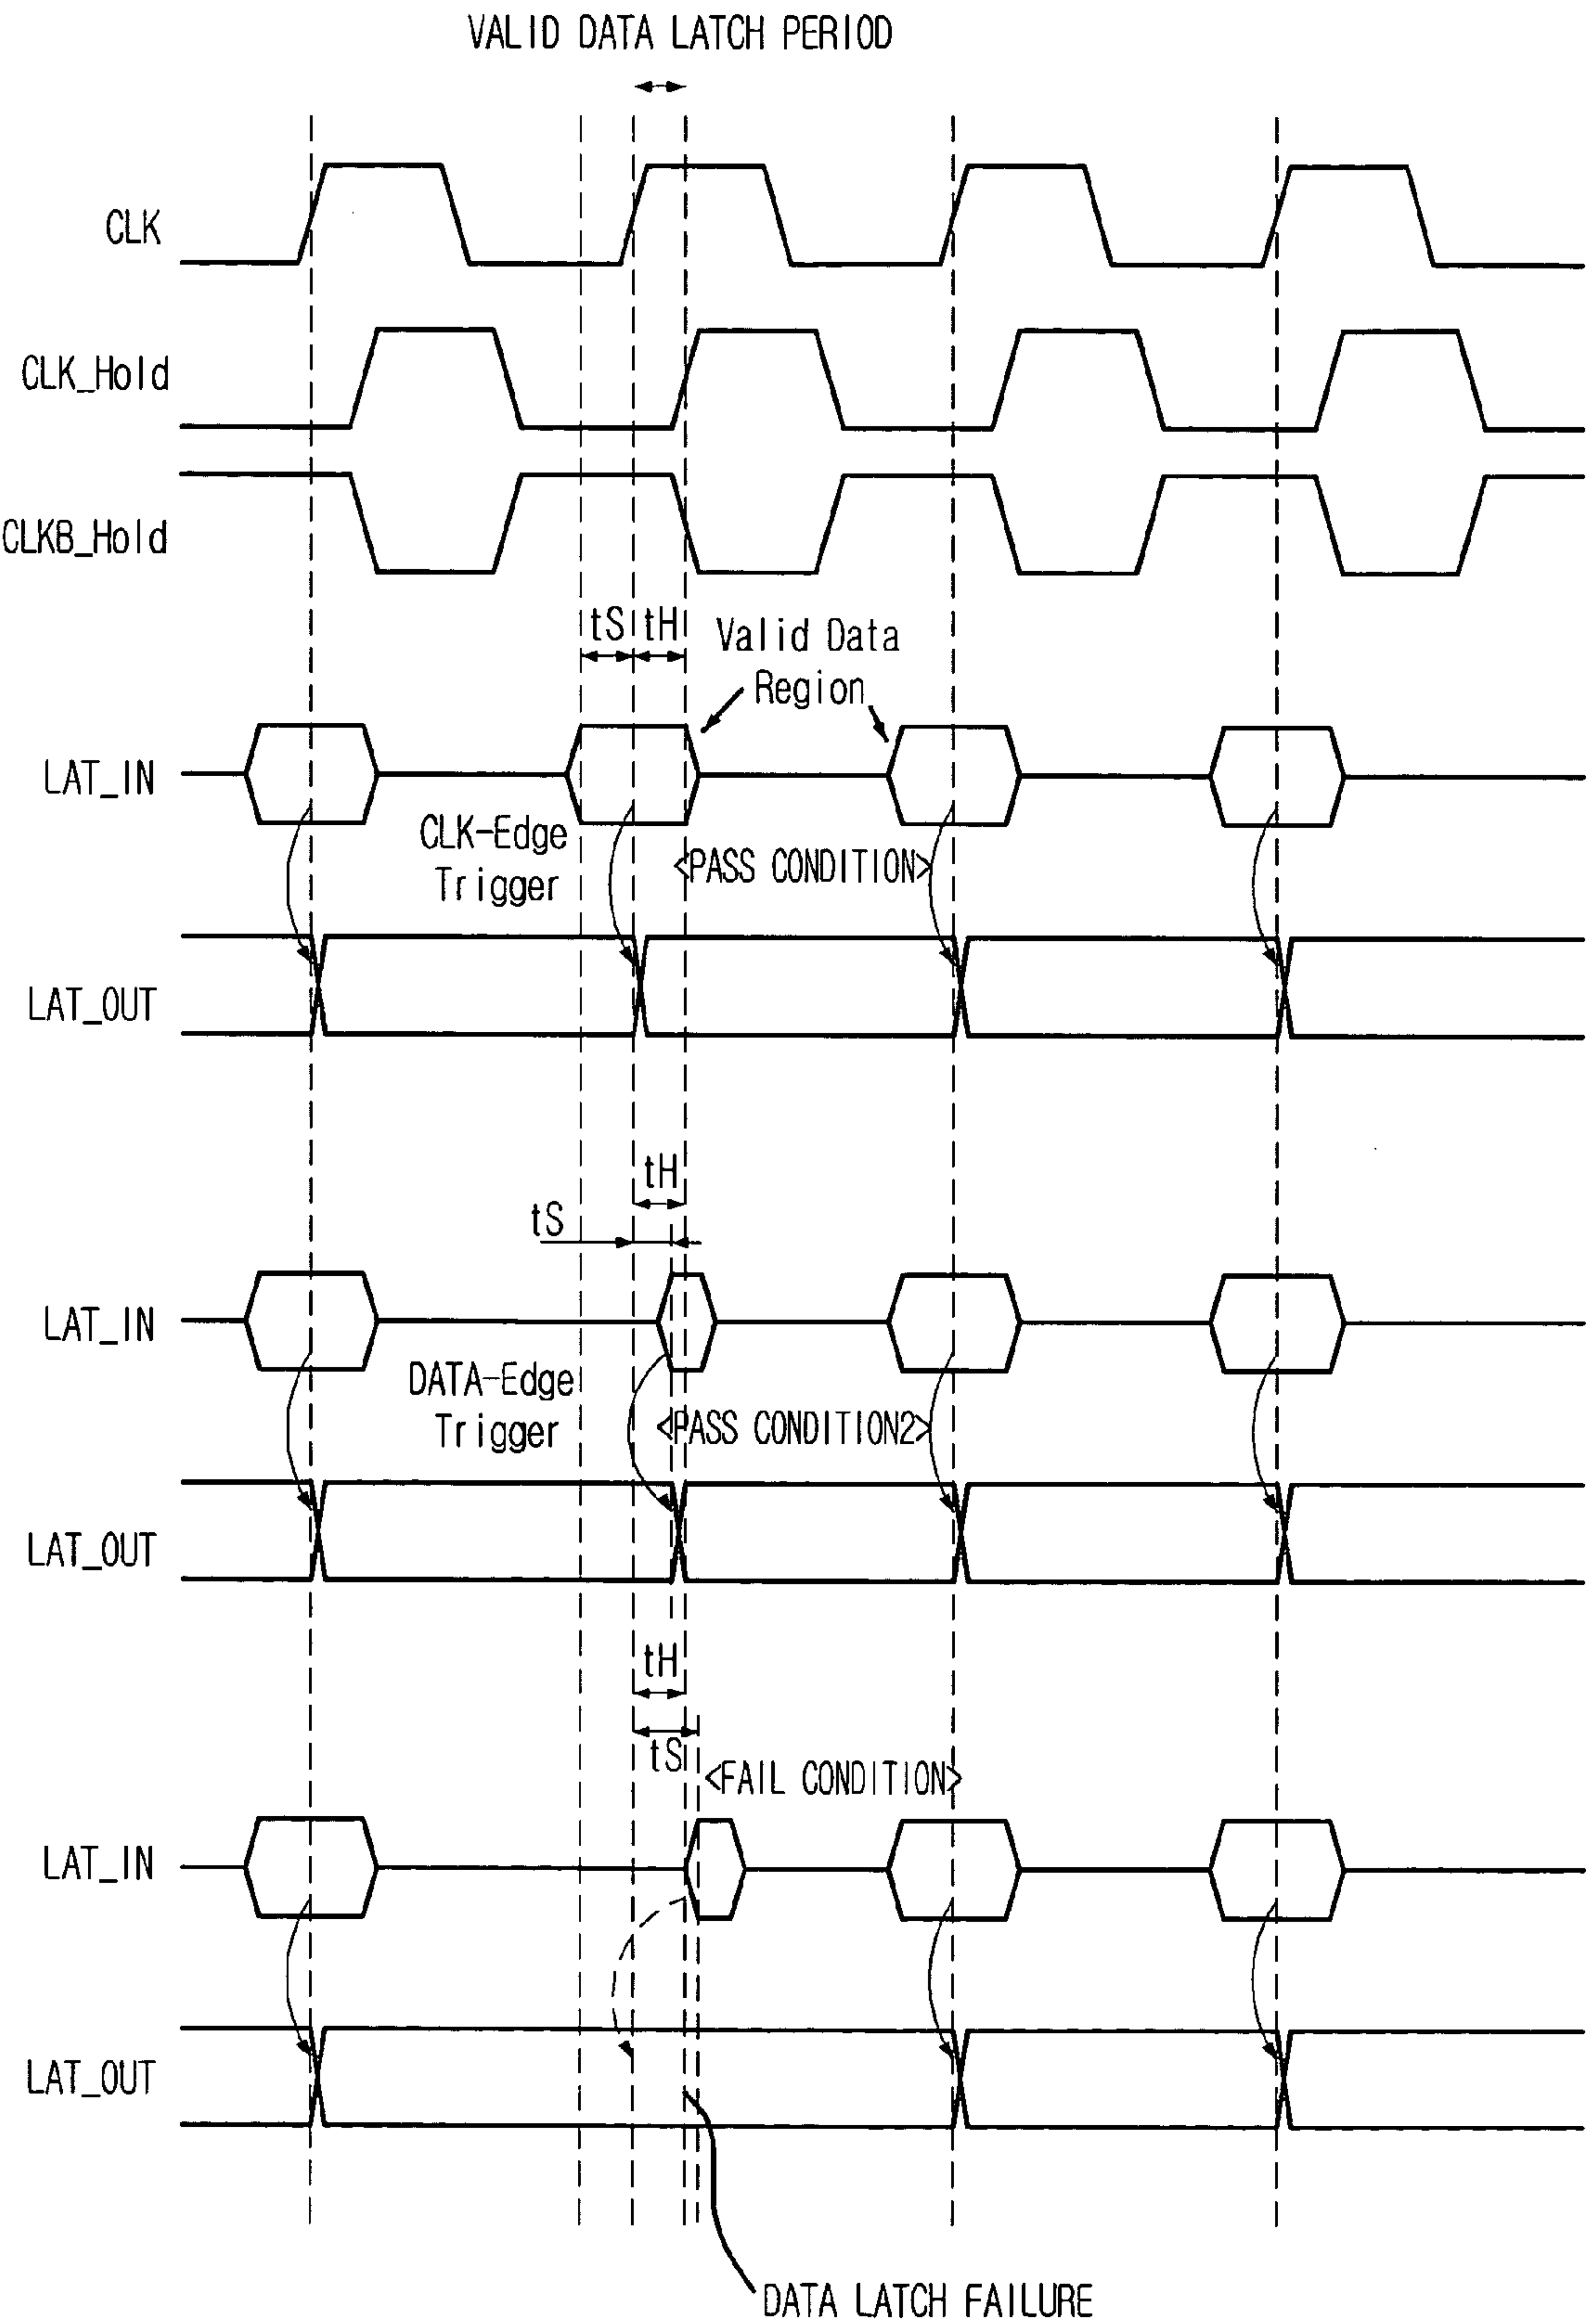 VALID DATA LATCH PERIOD
CLK
CLK_Hold
CLKB_Hold
tS tH
Valid Data
Region
LAT_IN
CLK-Edge
Trigger
<PASS CONDITION>
LAT_OUT
tH
tS
LAT_IN
DATA-Edge
Trigger
<PASS CONDITION2>
LAT_OUT
tH
tS
<FAIL CONDITION>
LAT_IN
LAT_OUT
DATA LATCH FAILURE